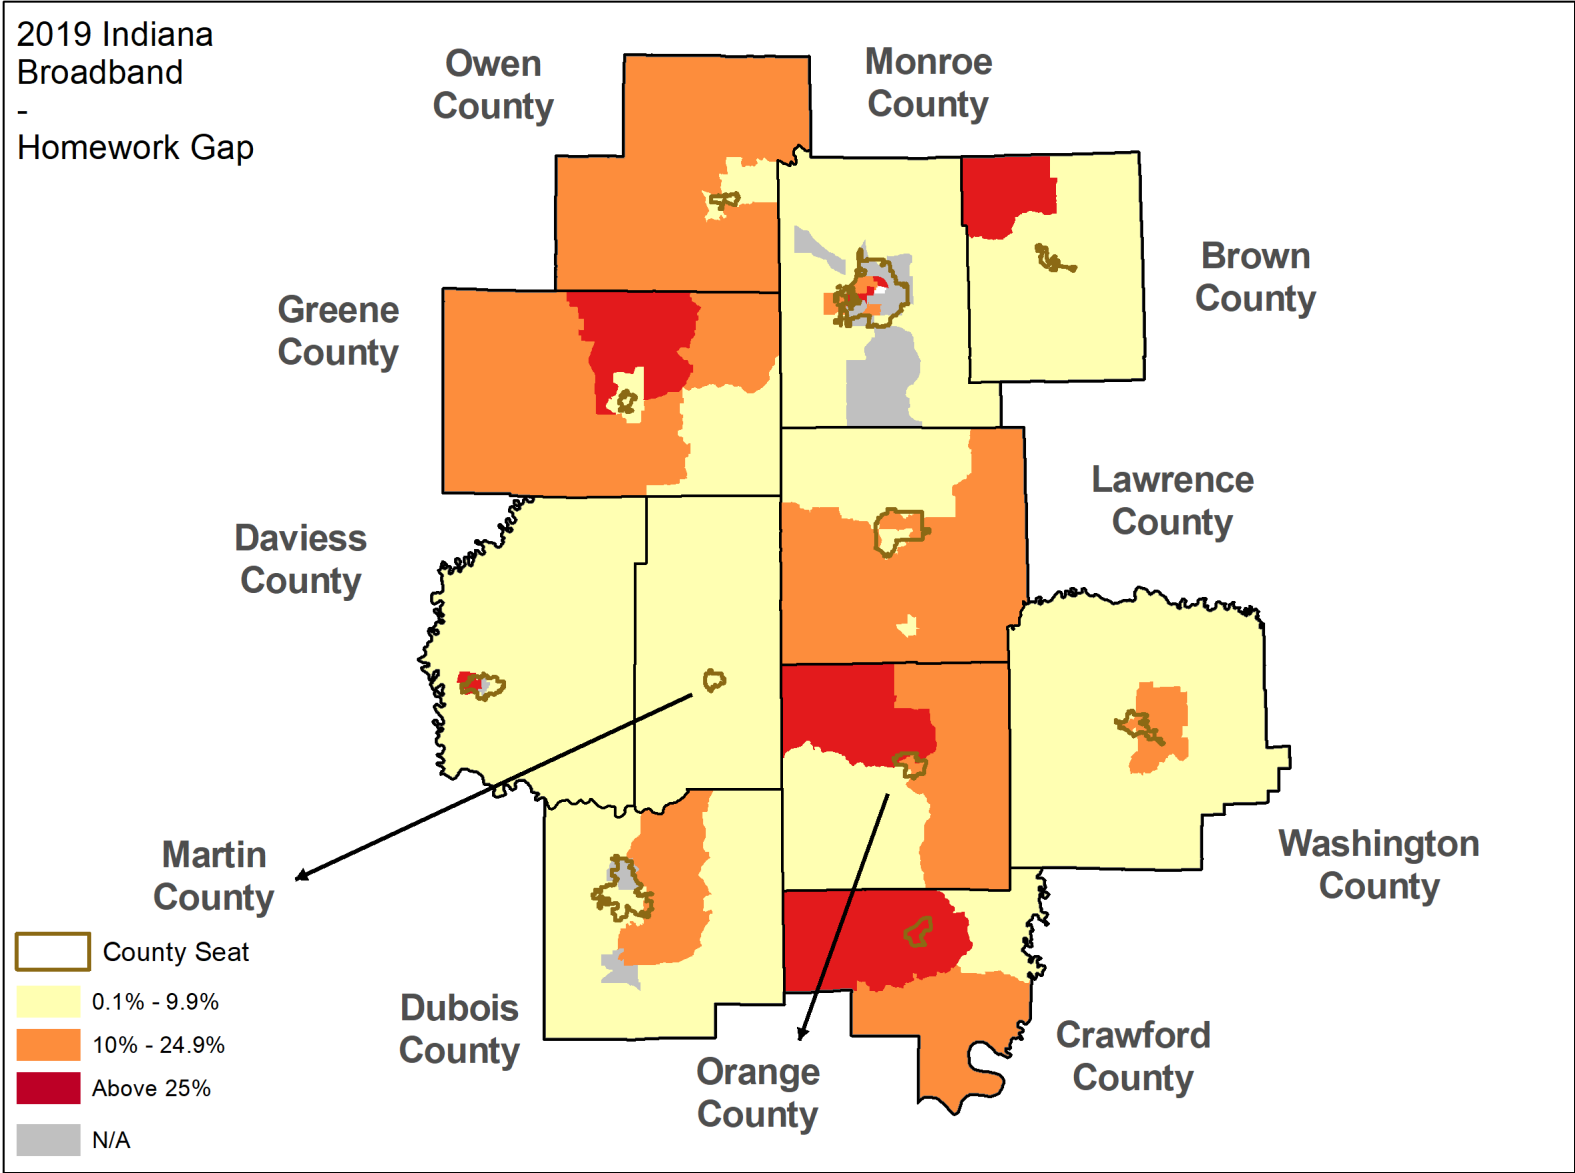 2019 Indiana
Broadband
-
Homework Gap
Owen
County
Monroe
County
Brown
County
Greene
County
Lawrence
County
Daviess
County
Martin
County
Washington
County
Dubois
County
Orange
County
Crawford
County
County Seat
0.1% - 9.9%
10% - 24.9%
Above 25%
N/A